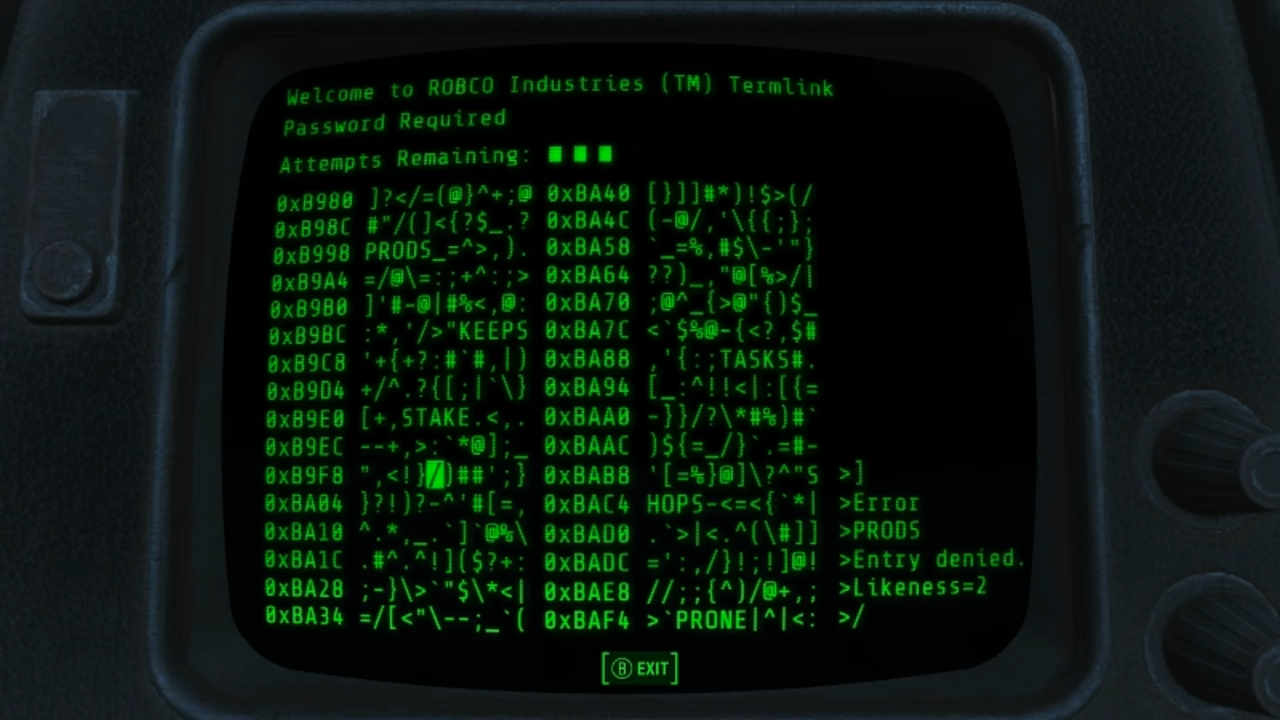 Welcome to ROBCO Industries (TM) Termlink
Password Required
Attempts Remaining: ■ ■ ■
0xB980 ]?</=(@}^+;@ 0xBA40 [}]]#*)!$>(/
0xB98C #"/(]<{?$_.? 0xBA4C (-@/,'\{{;};
0xB998 PRODS_=^>,). 0xBA58 `_=%,#$\-'"}
0xB9A4 =/@\=:;+^:;> 0xBA64 ??)_,"@[%>/|
0xB9B0 ]'#-@|#%<,@: 0xBA70 ;@^_{>@"{)$_
0xB9BC :*,'/>"KEEPS 0xBA7C <`$%@-{<?,$#
0xB9C8 '+{+?:#`#,|) 0xBA88 ,'{:;TASKS#.
0xB9D4 +/^.?{[;|`\} 0xBA94 [_:^!!<|:[{=
0xB9E0 [+,STAKE.<,. 0xBAA0 -}}/?\*#%)#`
0xB9EC --+,>:`*@];_ 0xBAAC )${=_/}`.=#-
0xB9F8 ",<!}/)##';} 0xBAB8 '[=%}@]\?^"S >]
0xBA04 }?!)?-^'#[=, 0xBAC4 HOPS-<=<{`*| >Error
0xBA10 ^.*,_.`]`@%\ 0xBAD0 .`>|<.^(\#]] >PRODS
0xBA1C .#^.^!]($?+: 0xBADC =':,/}!;!]@! >Entry denied.
0xBA28 ;-}\>`"$\*<| 0xBAE8 //;;{^)/@+,; >Likeness=2
0xBA34 =/[<"\--;_`( 0xBAF4 >`PRONE|^|<: >/
[Ⓑ EXIT]